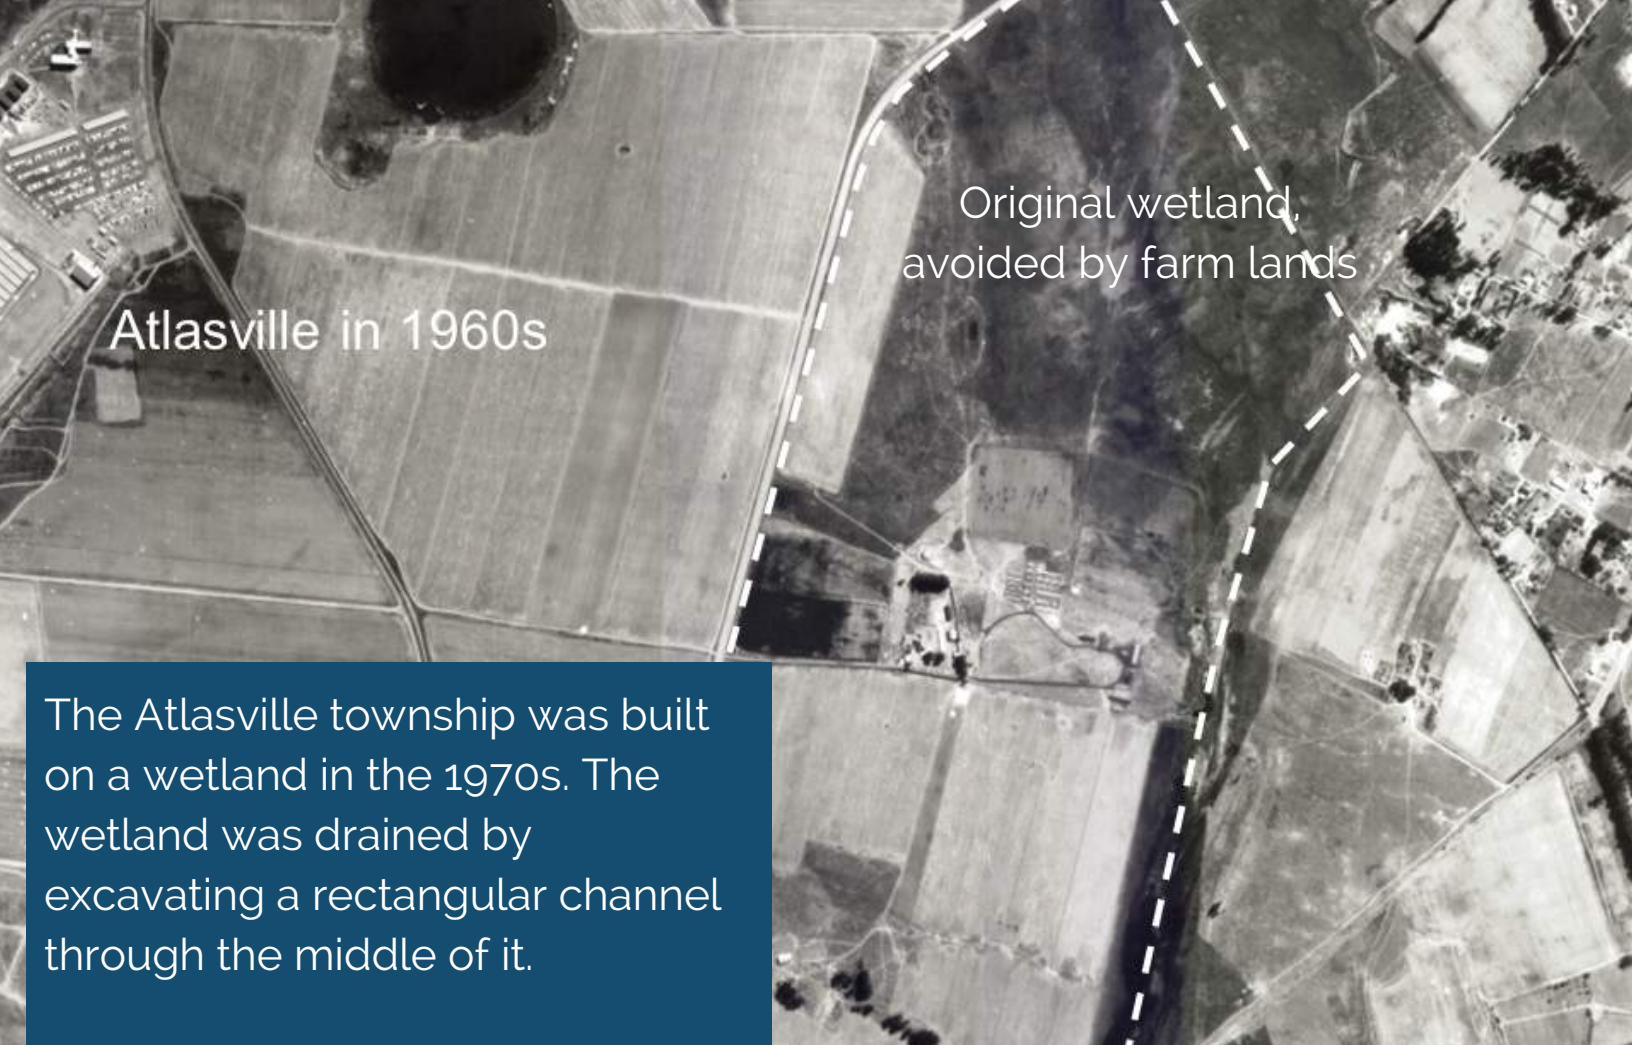 Original wetland,
avoided by farm lands
Atlasville in 1960s
The Atlasville township was built
on a wetland in the 1970s. The
wetland was drained by
excavating a rectangular channel
through the middle of it.